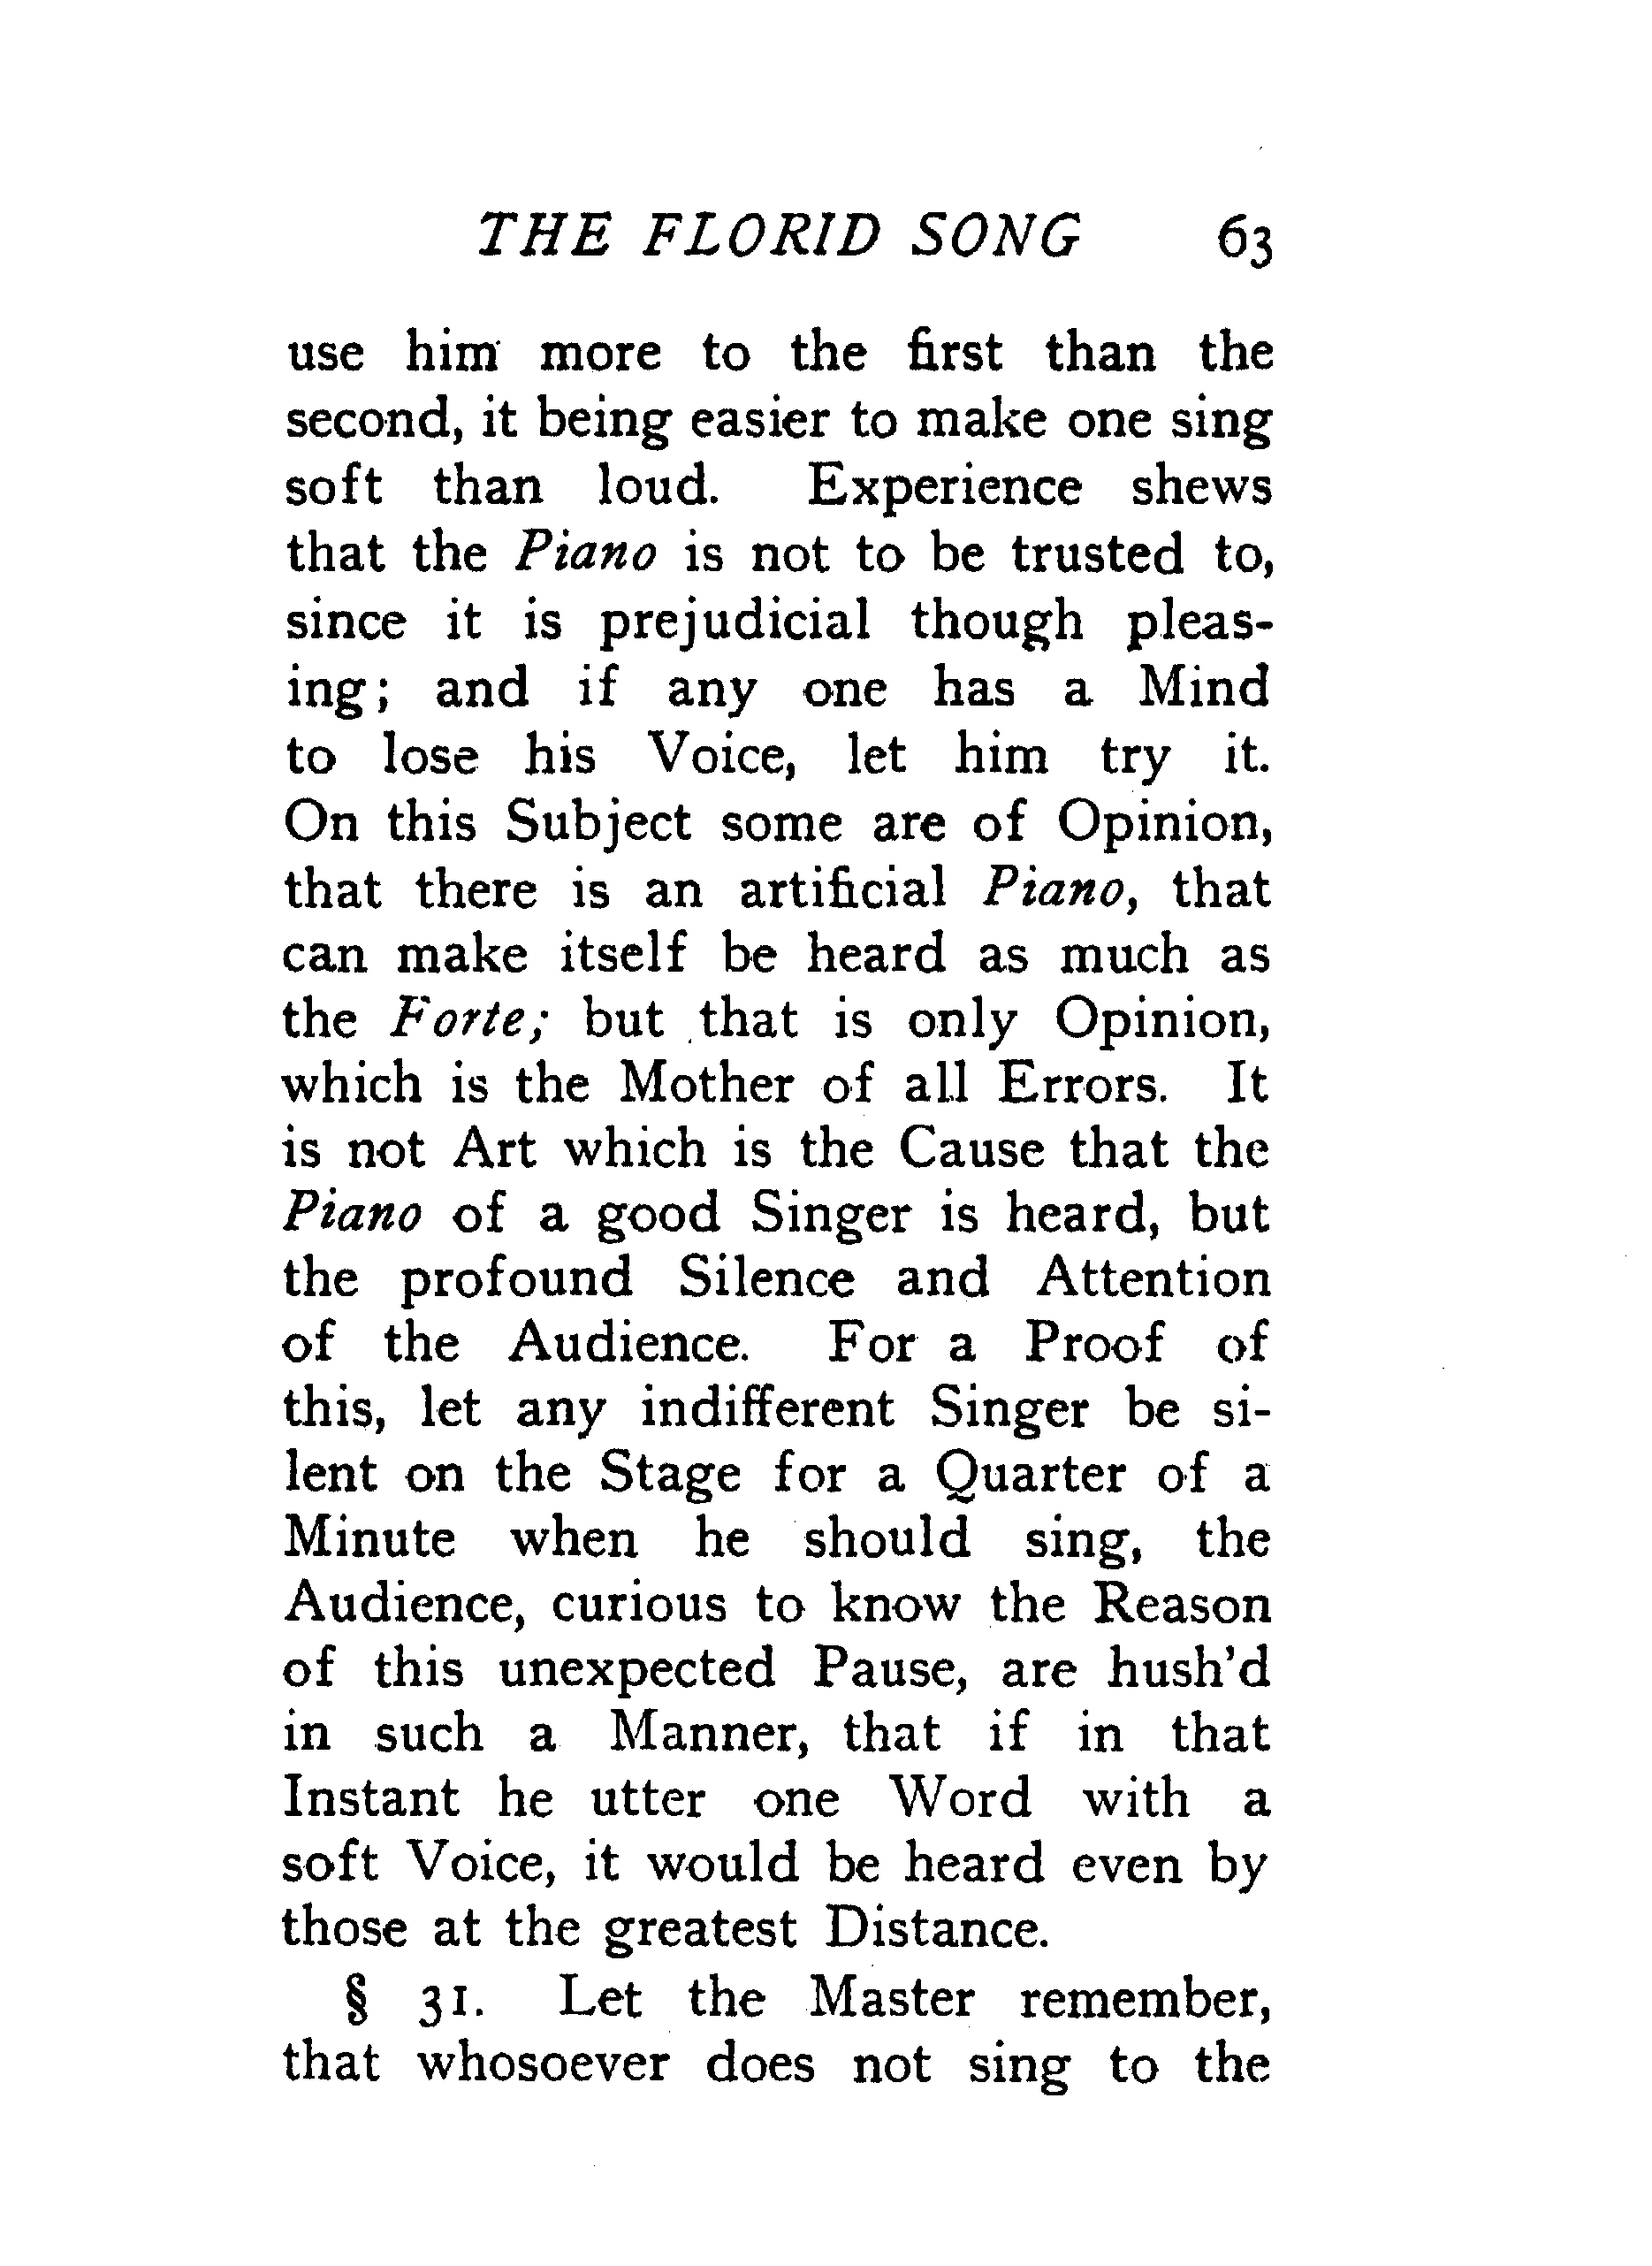 THE FLORID SONG 63
use him more to the first than the
second, it being easier to make one sing
soft than loud. Experience shews
that the Piano is not to be trusted to,
since it is prejudicial though pleas-
ing; and if any one has a Mind
to lose his Voice, let him try it.
On this Subject some are of Opinion,
that there is an artificial Piano, that
can make itself be heard as much as
the Forte; but that is only Opinion,
which is the Mother of all Errors. It
is not Art which is the Cause that the
Piano of a good Singer is heard, but
the profound Silence and Attention
of the Audience. For a Proof of
this, let any indifferent Singer be si-
lent on the Stage for a Quarter of a
Minute when he should sing, the
Audience, curious to know the Reason
of this unexpected Pause, are hush'd
in such a Manner, that if in that
Instant he utter one Word with a
soft Voice, it would be heard even by
those at the greatest Distance.
§ 31. Let the Master remember,
that whosoever does not sing to the